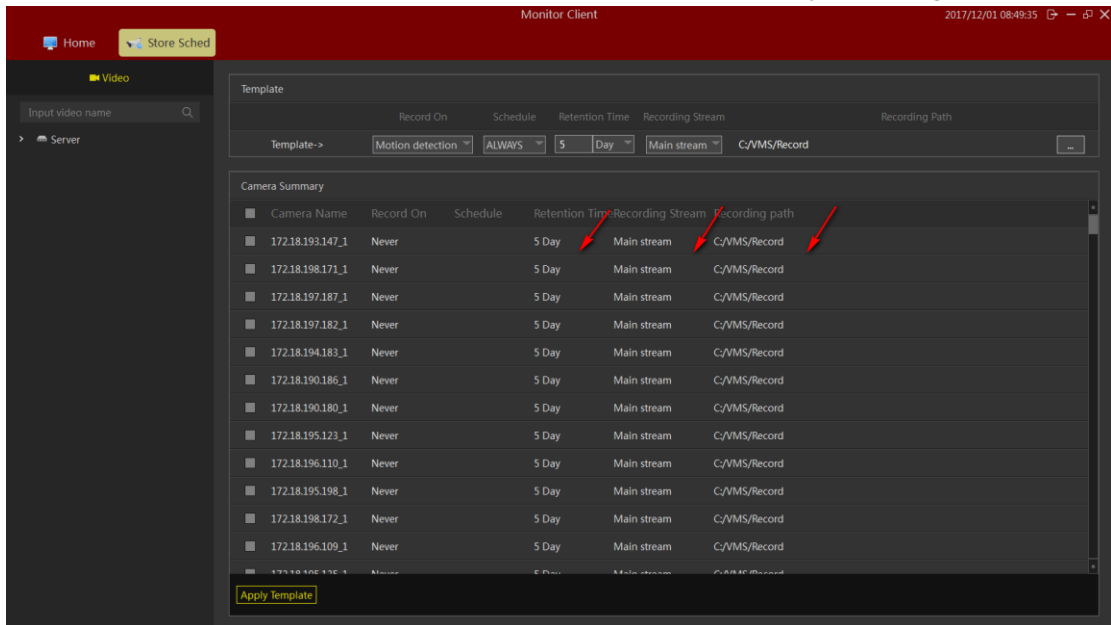 Monitor Client 2017/12/01 08:49:35
Home Store Sched
Video
Input video name
Server
Template
Record On Schedule Retention Time Recording Stream Recording Path
Template-> Motion detection ALWAYS 5 Day Main stream C:/VMS/Record ...
Camera Summary
Camera Name Record On Schedule Retention Time Recording Stream Recording path
172.18.193.147_1 Never 5 Day Main stream C:/VMS/Record
172.18.198.171_1 Never 5 Day Main stream C:/VMS/Record
172.18.197.187_1 Never 5 Day Main stream C:/VMS/Record
172.18.197.182_1 Never 5 Day Main stream C:/VMS/Record
172.18.194.183_1 Never 5 Day Main stream C:/VMS/Record
172.18.190.186_1 Never 5 Day Main stream C:/VMS/Record
172.18.190.180_1 Never 5 Day Main stream C:/VMS/Record
172.18.195.123_1 Never 5 Day Main stream C:/VMS/Record
172.18.196.110_1 Never 5 Day Main stream C:/VMS/Record
172.18.195.198_1 Never 5 Day Main stream C:/VMS/Record
172.18.198.172_1 Never 5 Day Main stream C:/VMS/Record
172.18.196.109_1 Never 5 Day Main stream C:/VMS/Record
Never 5 Day Main stream C:/VMS/Record
Apply Template